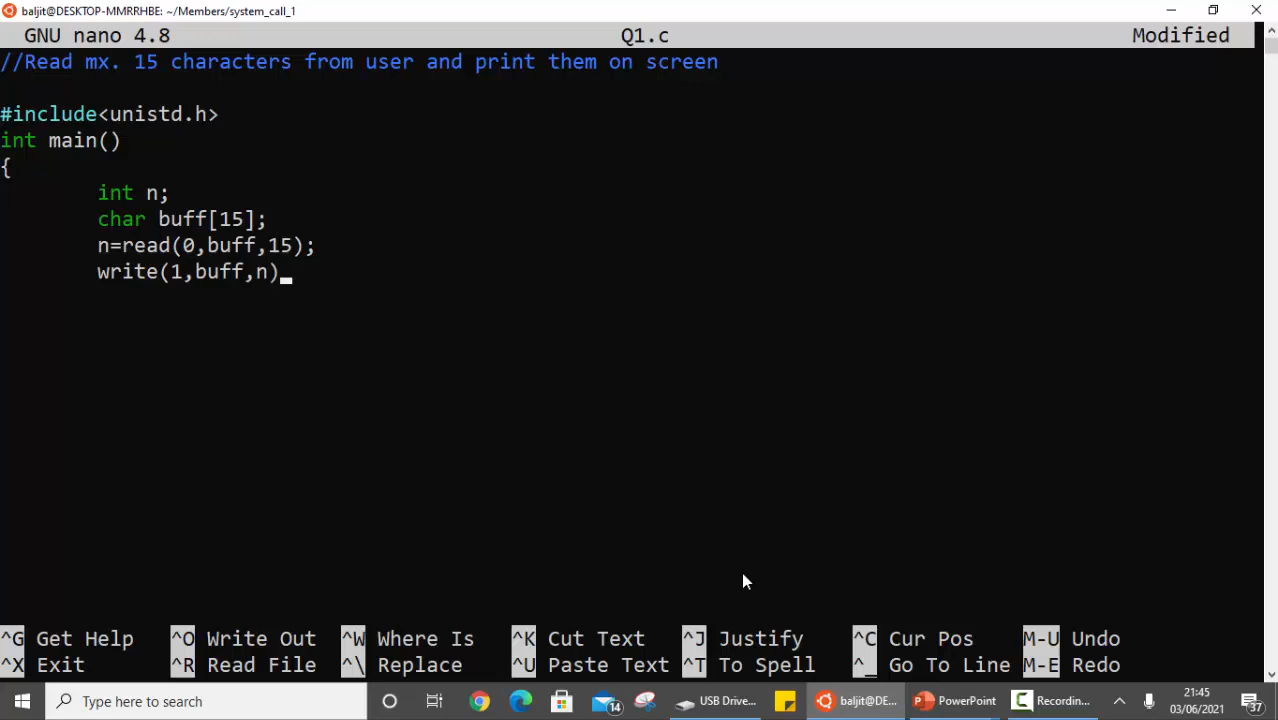 baljit@DESKTOP-MMRRHBE: ~/Members/system_call_1
GNU nano 4.8 Q1.c Modified
//Read mx. 15 characters from user and print them on screen
#include<unistd.h>
int main()
{
int n;
char buff[15];
n=read(0,buff,15);
write(1,buff,n)
^G Get Help ^O Write Out ^W Where Is ^K Cut Text ^J Justify ^C Cur Pos M-U Undo
^X Exit ^R Read File ^\ Replace ^U Paste Text ^T To Spell ^_ Go To Line M-E Redo
Type here to search 14 USB Drive... baljit@DE... PowerPoint Recordin... 21:45
03/06/2021 37